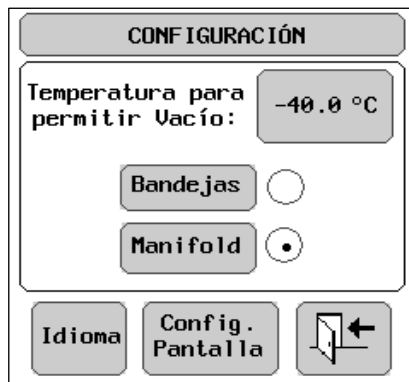 CONFIGURACIÓN
Temperatura para
permitir Vacío:
-40.0 °C
Bandejas
Manifold
Idioma
Config.
Pantalla